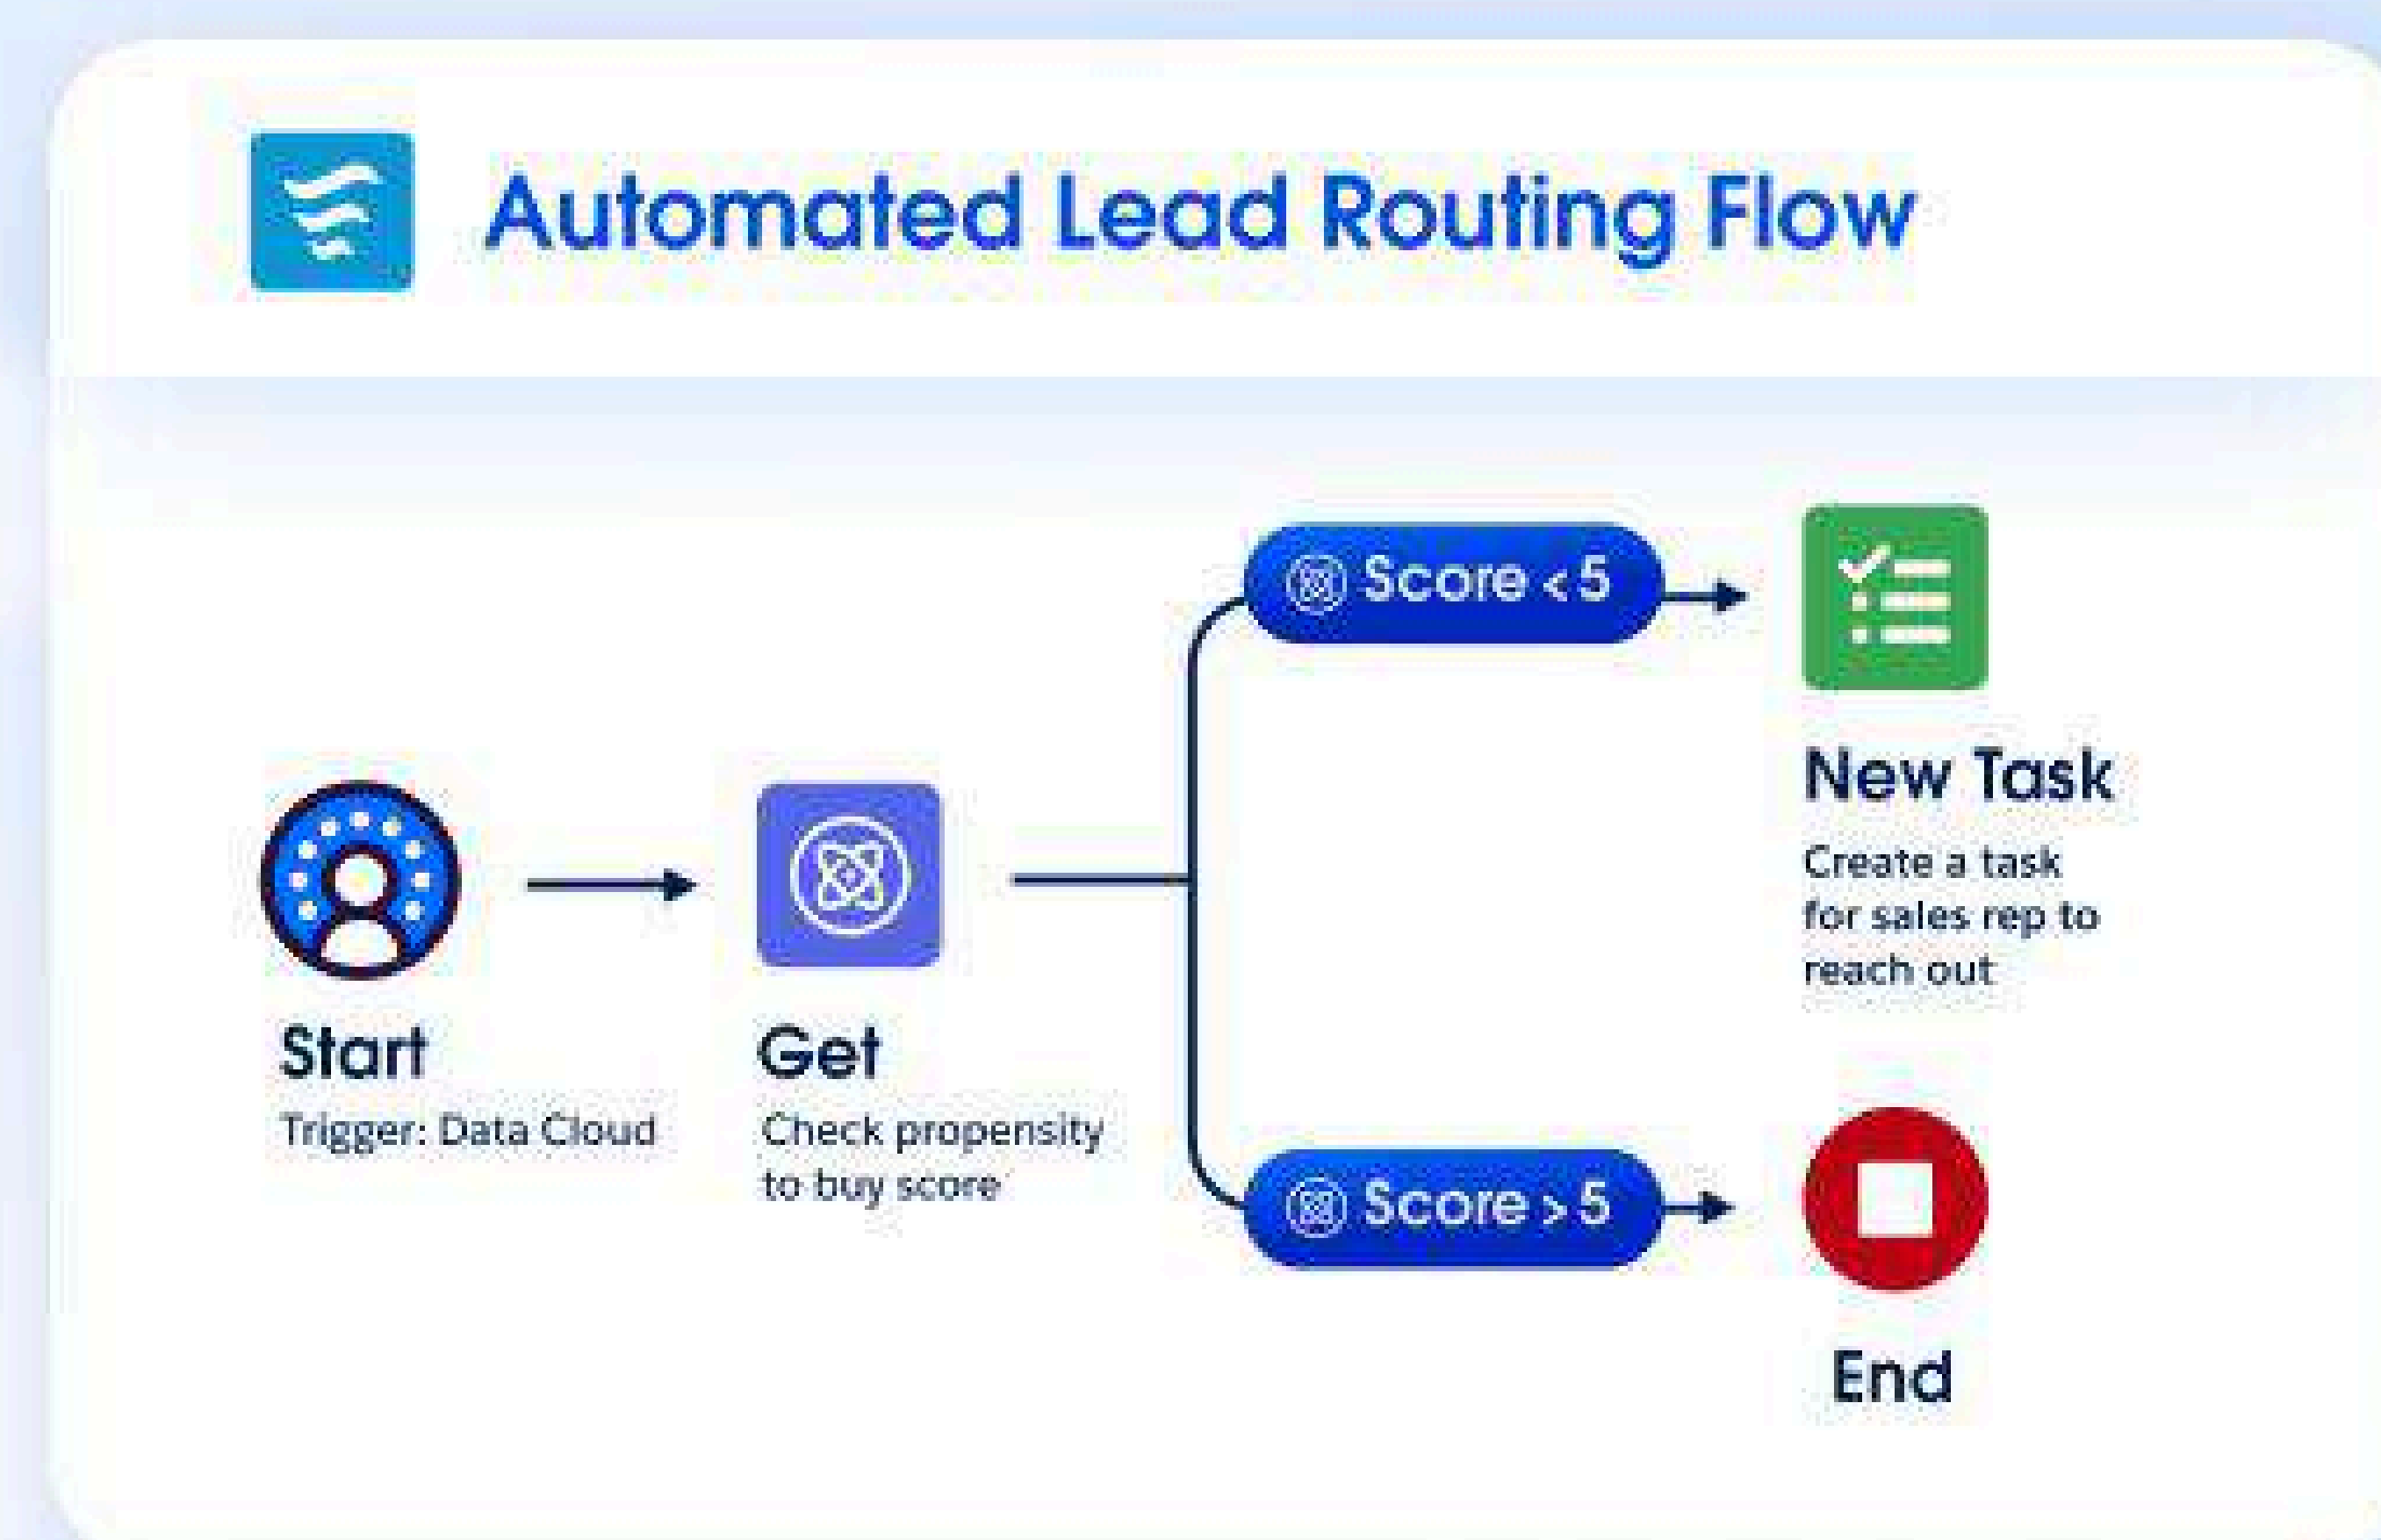 Automated Lead Routing Flow
Start
Trigger: Data Cloud
Get
Check propensity
to buy score
Score < 5
New Task
Create a task
for sales rep to
reach out
Score > 5
End